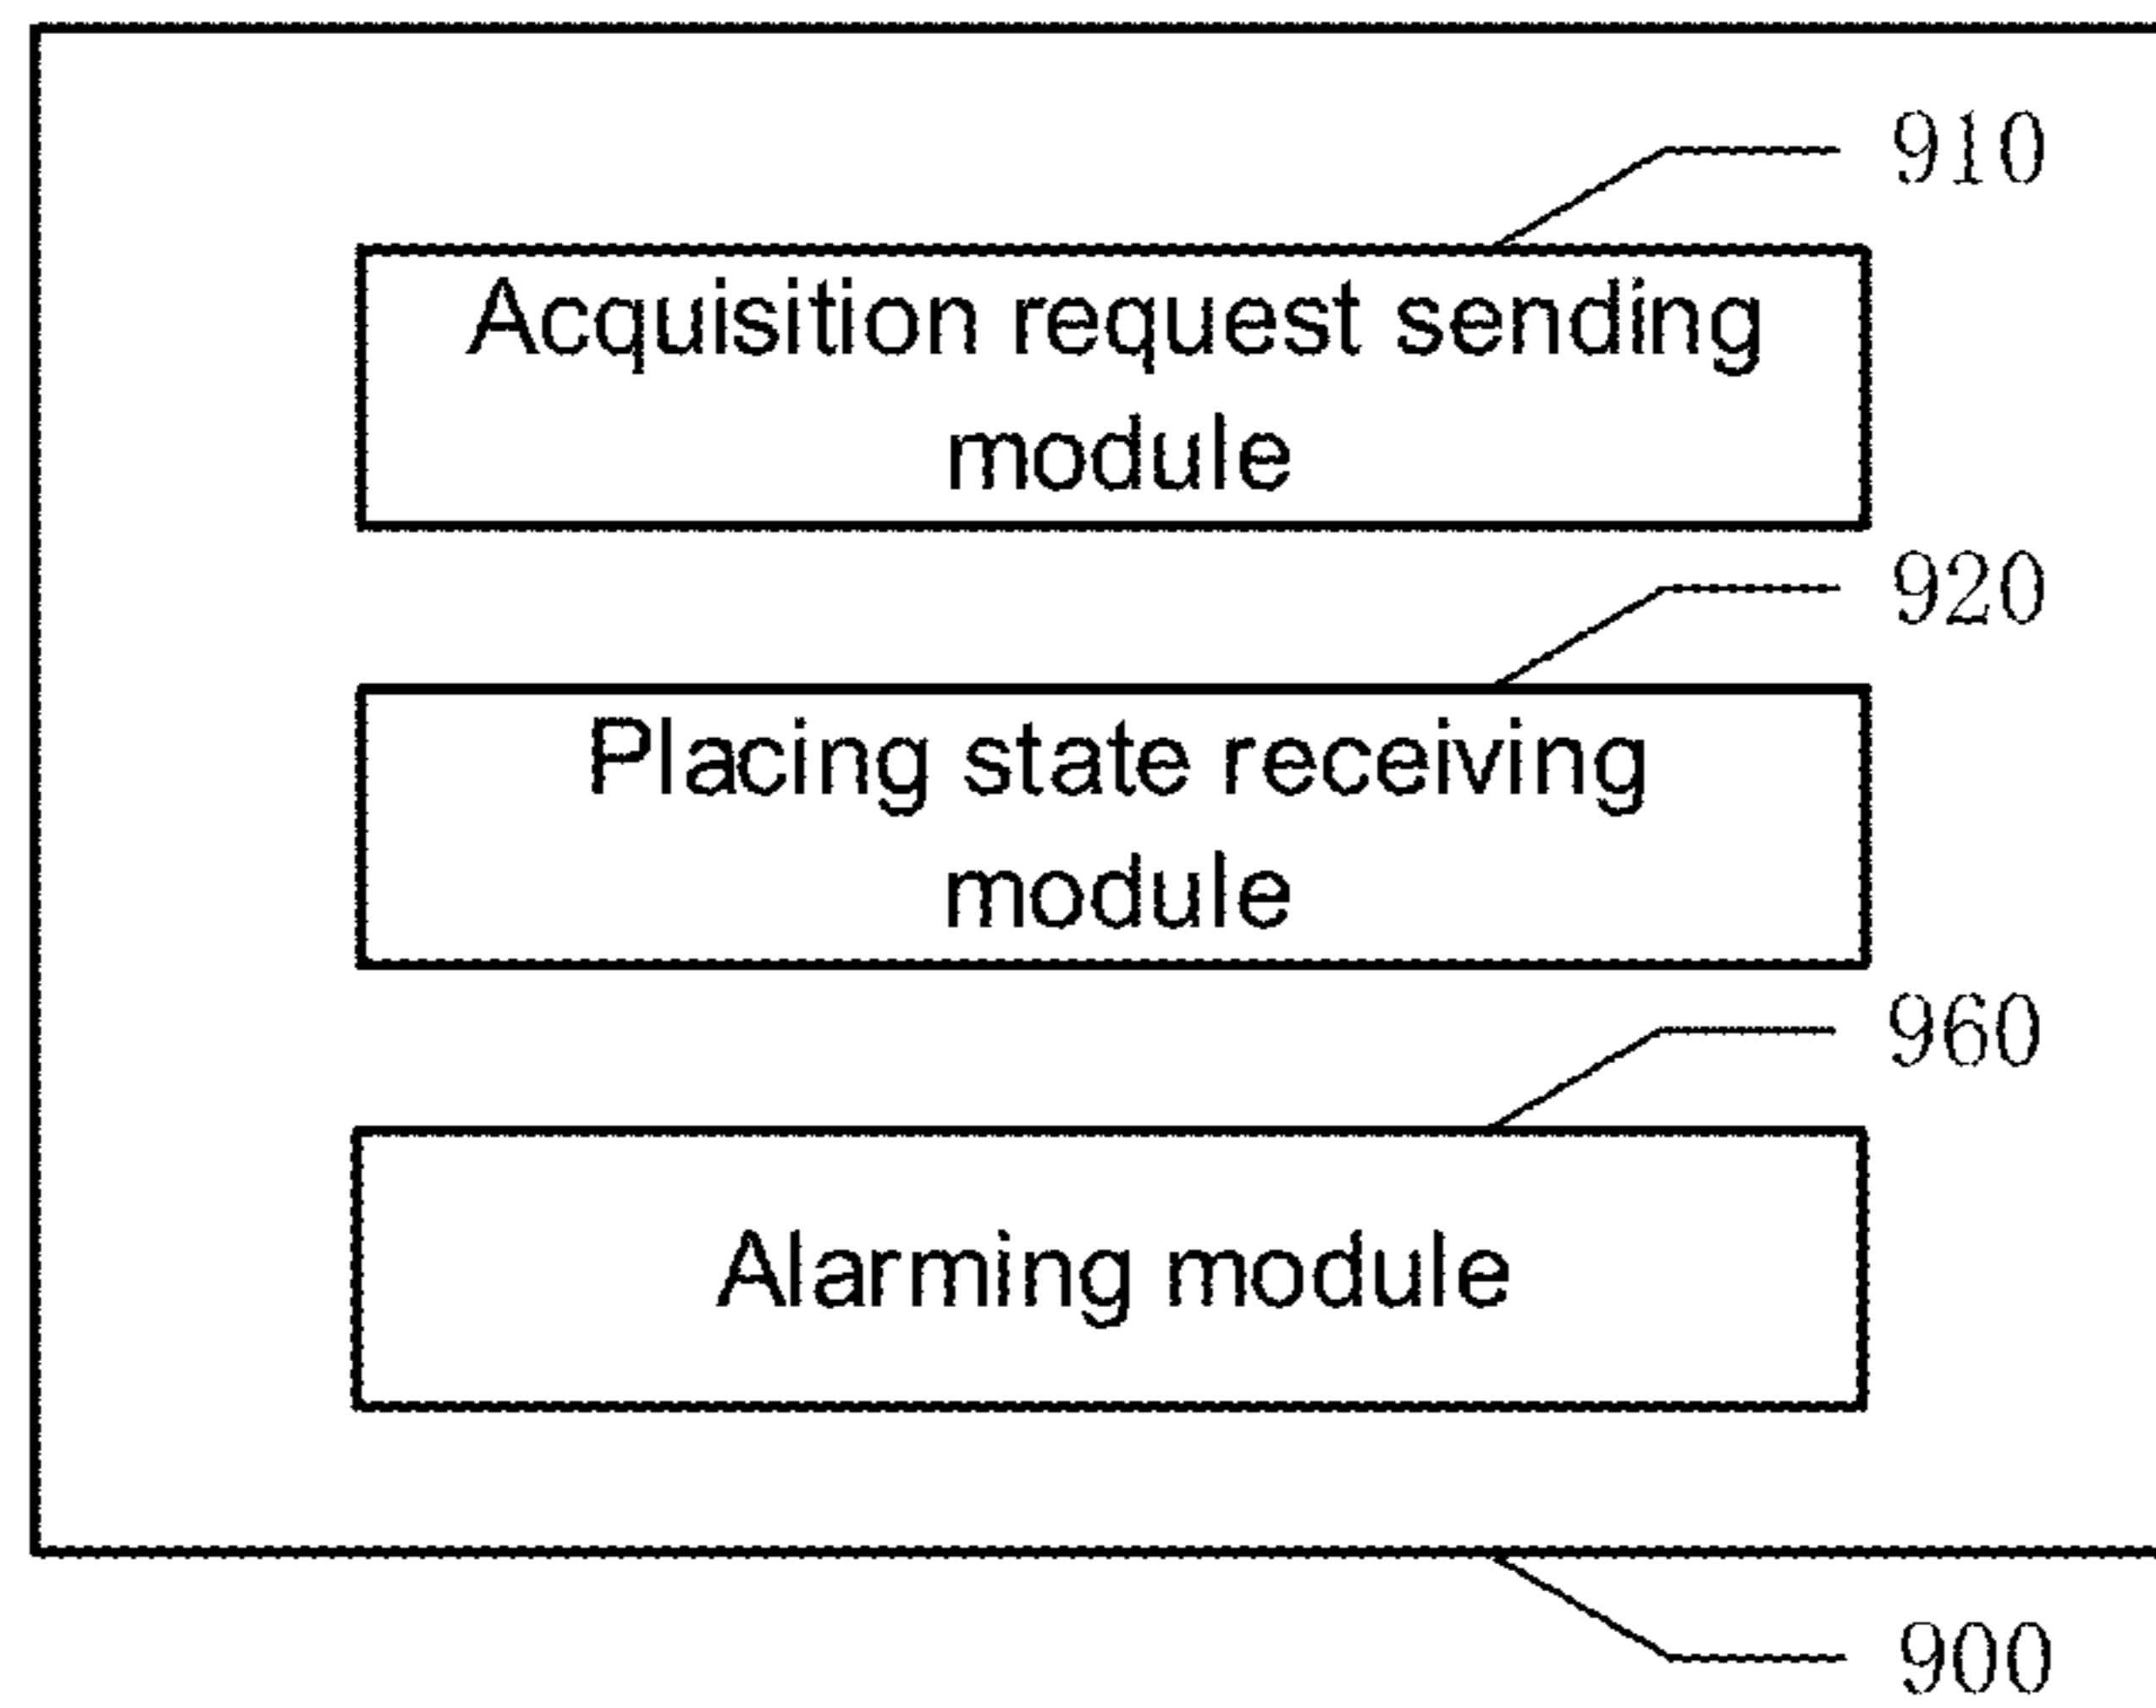 910
Acquisition request sending
module
920
Placing state receiving
module
960
Alarming module
900